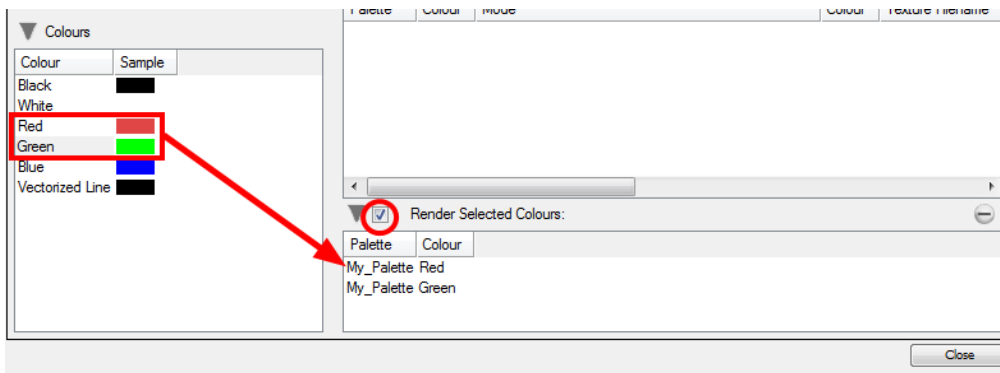 Palette Colour Mode Colour Texture Filename
Colours
Colour Sample
Black
White
Red
Green
Blue
Vectorized Line
Render Selected Colours:
Palette Colour
My_Palette Red
My_Palette Green
Close